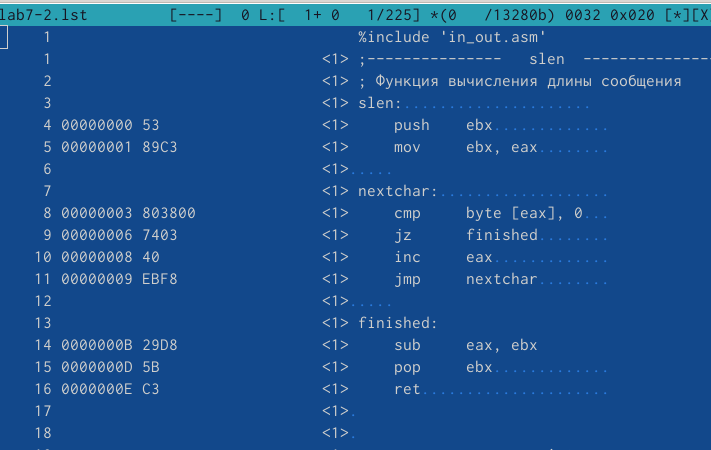 lab7-2.lst [----] 0 L:[ 1+ 0 1/225] *(0 /13280b) 0032 0x020 [*][X
1 %include 'in_out.asm'
1 <1> ;--------------- slen ---------------
2 <1> ; Функция вычисления длины сообщения
3 <1> slen:.....................
4 00000000 53 <1> push ebx.............
5 00000001 89C3 <1> mov ebx, eax........
6 <1>.....
7 <1> nextchar:...................
8 00000003 803800 <1> cmp byte [eax], 0...
9 00000006 7403 <1> jz finished........
10 00000008 40 <1> inc eax.............
11 00000009 EBF8 <1> jmp nextchar........
12 <1>.....
13 <1> finished:
14 0000000B 29D8 <1> sub eax, ebx
15 0000000D 5B <1> pop ebx.............
16 0000000E C3 <1> ret.....................
17 <1>.
18 <1>.